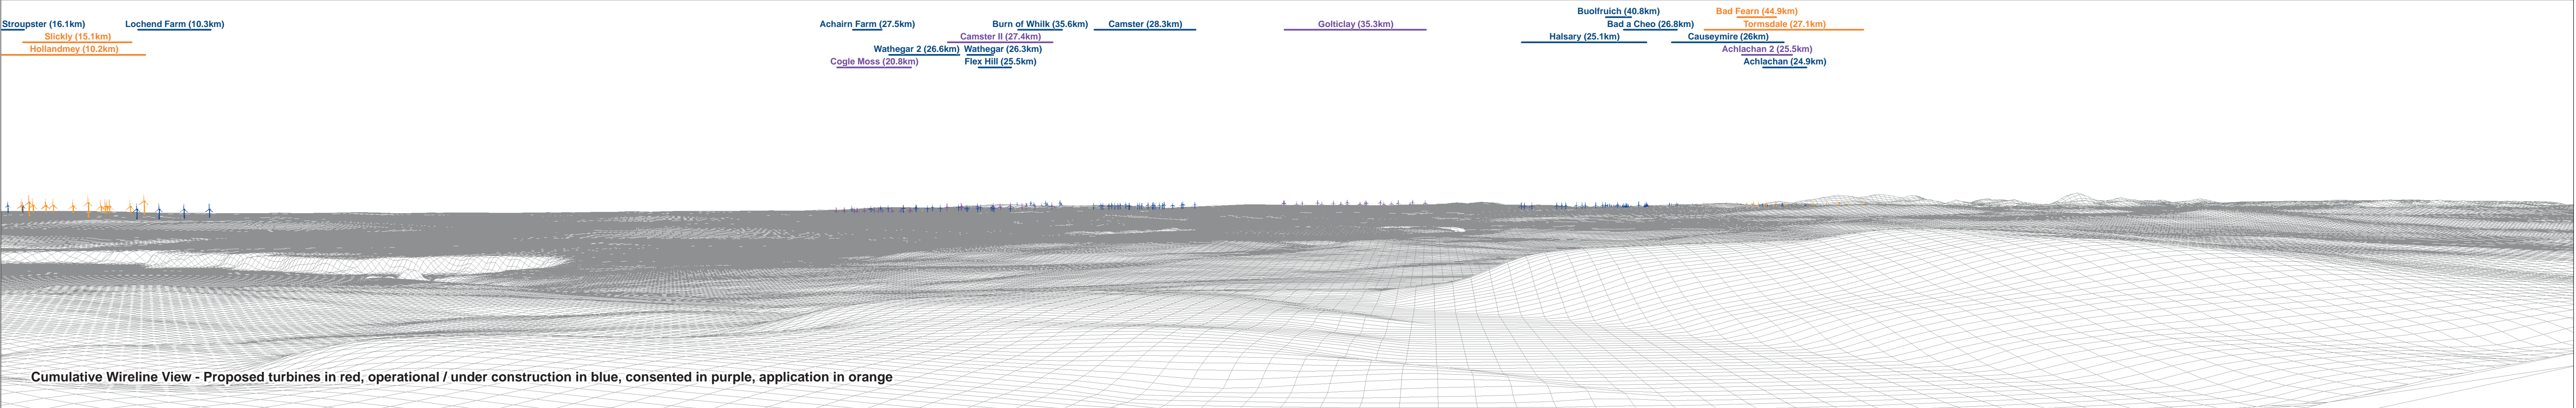 Buolfruich (40.8km) Bad Fearn (44.9km)
Stroupster (16.1km) Lochend Farm (10.3km) Achairn Farm (27.5km) Burn of Whilk (35.6km) Camster (28.3km) Golticlay (35.3km) Bad a Cheo (26.8km) Tormsdale (27.1km)
Slickly (15.1km) Camster II (27.4km) Halsary (25.1km) Causeymire (26km)
Hollandmey (10.2km) Wathegar 2 (26.6km) Wathegar (26.3km) Achlachan 2 (25.5km)
Cogle Moss (20.8km) Flex Hill (25.5km) Achlachan (24.9km)
Cumulative Wireline View - Proposed turbines in red, operational / under construction in blue, consented in purple, application in orange